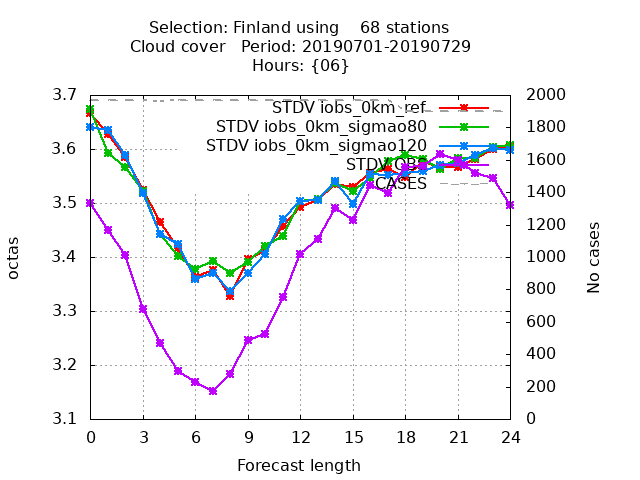 Selection: Finland using    68 stations
Cloud cover   Period: 20190701-20190729
Hours: {06}
STDV iobs_0km_ref
STDV iobs_0km_sigmao80
STDV iobs_0km_sigmao120
STDV OBS
CASES
octas
3.7
3.6
3.5
3.4
3.3
3.2
3.1
No cases
2000
1800
1600
1400
1200
1000
800
600
400
200
0
0 3 6 9 12 15 18 21 24
Forecast length